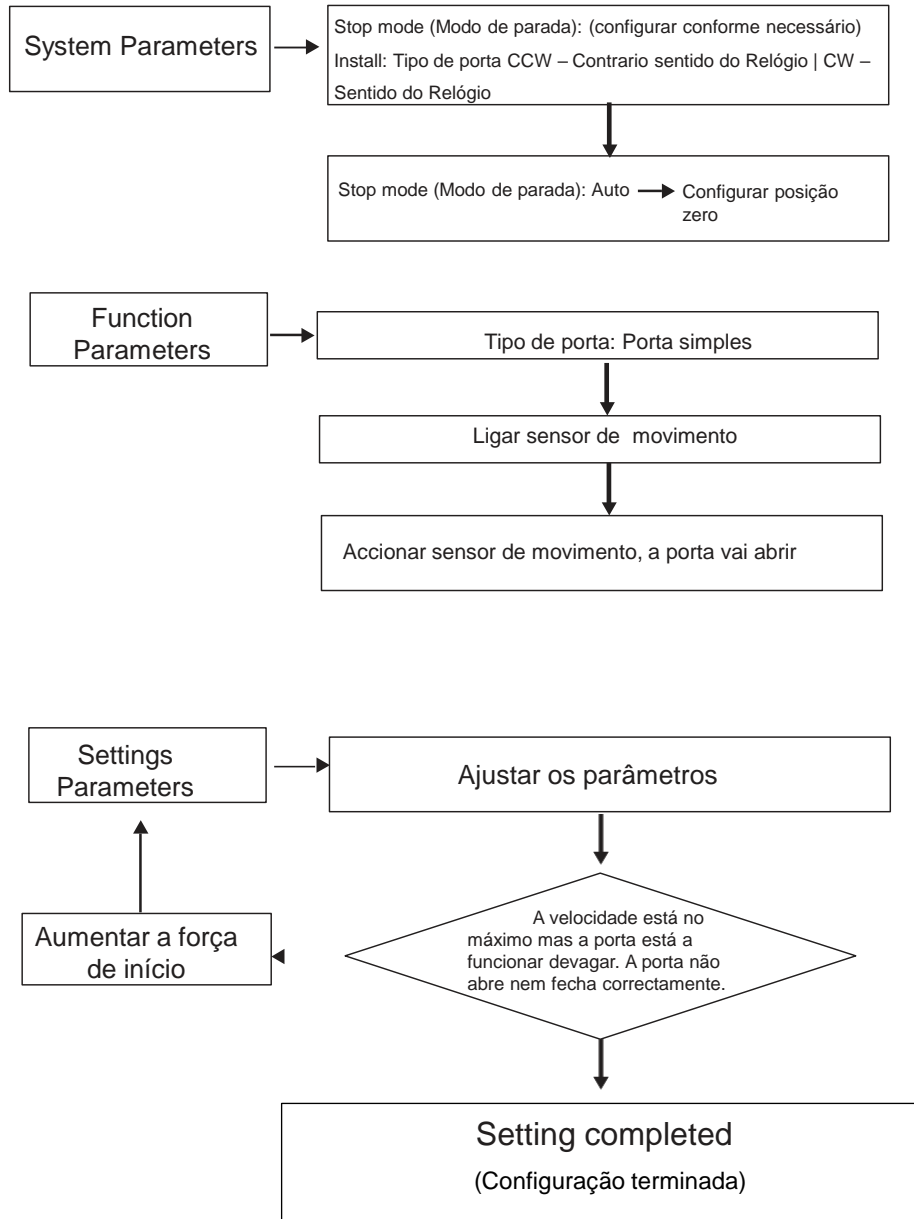 System Parameters
Stop mode (Modo de parada): (configurar conforme necessário)
Install: Tipo de porta CCW – Contrario sentido do Relógio | CW –
Sentido do Relógio
Stop mode (Modo de parada): Auto
Configurar posição
zero
Function
Parameters
Tipo de porta: Porta simples
Ligar sensor de movimento
Accionar sensor de movimento, a porta vai abrir
Settings
Parameters
Ajustar os parâmetros
A velocidade está no
máximo mas a porta está a
funcionar devagar. A porta não
abre nem fecha correctamente.
Aumentar a força
de início
Setting completed
(Configuração terminada)